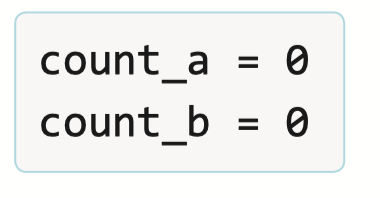 count_a = 0
count_b = 0